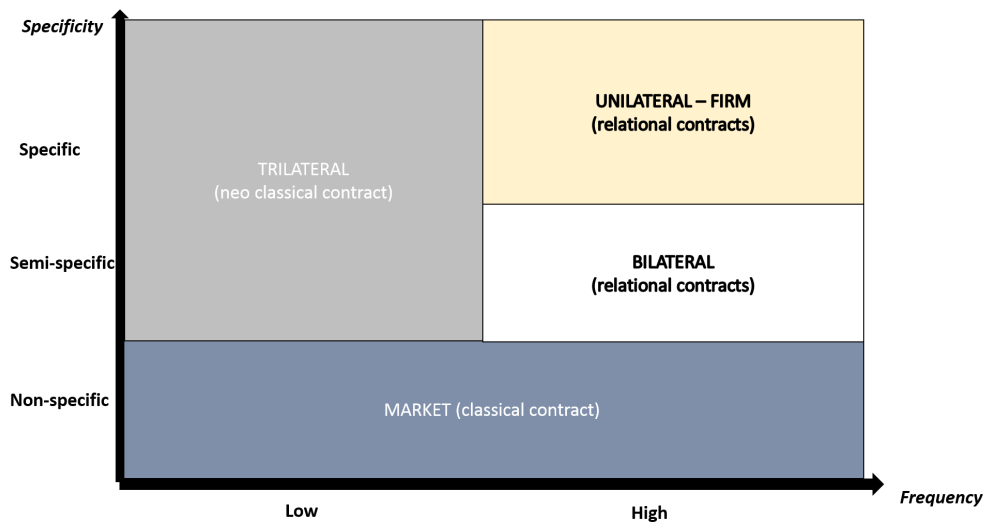 Specificity
UNILATERAL – FIRM
(relational contracts)
Specific
TRILATERAL
(neo classical contract)
Semi-specific
BILATERAL
(relational contracts)
Non-specific
MARKET (classical contract)
Frequency
Low
High